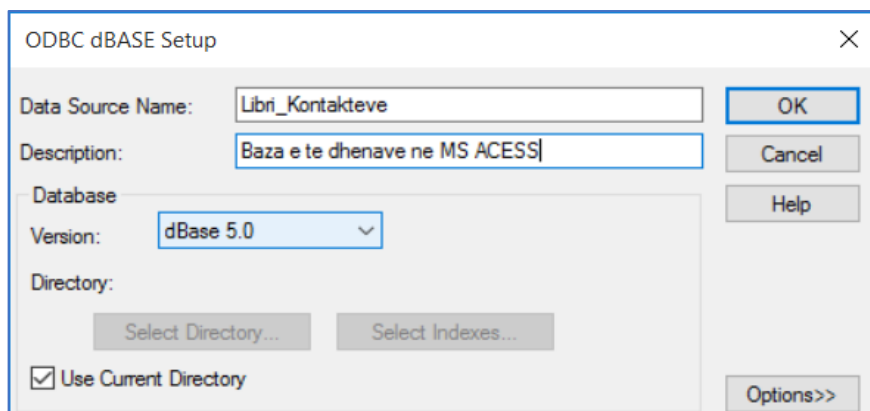 ODBC dBASE Setup
Data Source Name: Libri_Kontakteve OK
Description: Baza e te dhenave ne MS ACESS Cancel
Database Help
Version: dBase 5.0
Directory:
Select Directory... Select Indexes...
Use Current Directory
Options>>